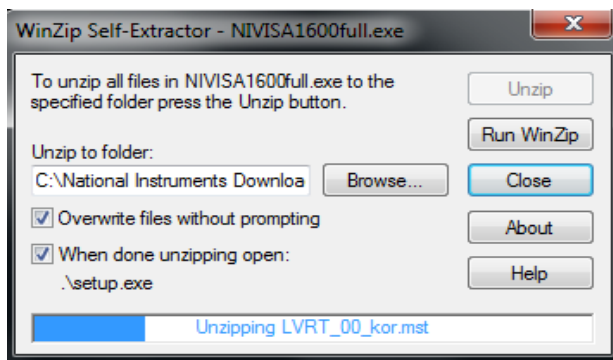 WinZip Self-Extractor - NIVISA1600full.exe
To unzip all files in NIVISA1600full.exe to the
specified folder press the Unzip button.
Unzip
Run WinZip
Unzip to folder:
C:\National Instruments Downloa
Browse...
Close
Overwrite files without prompting
About
When done unzipping open:
.\setup.exe
Help
Unzipping LVRT_00_kor.mst